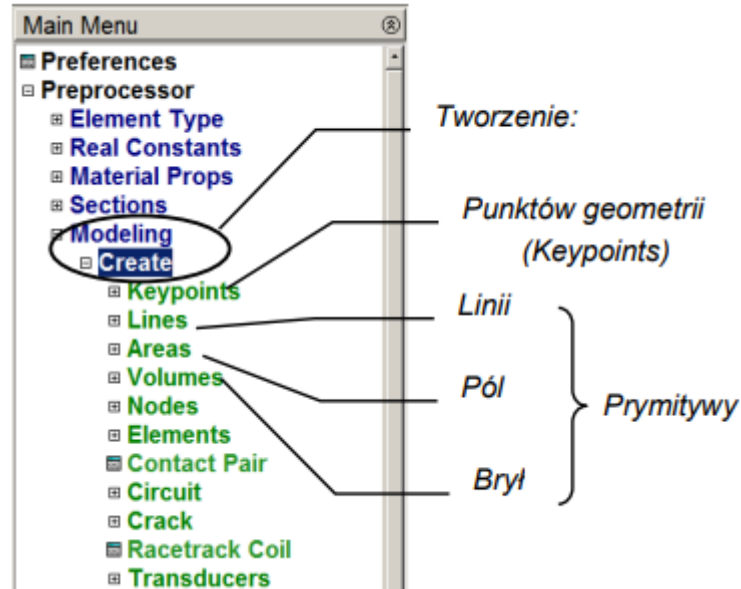 Main Menu
Preferences
Preprocessor
Element Type
Real Constants
Material Props
Sections
Modeling
Create
Keypoints
Lines
Areas
Volumes
Nodes
Elements
Contact Pair
Circuit
Crack
Racetrack Coil
Transducers
Tworzenie:
Punktów geometrii
(Keypoints)
Linii
Pól
Brył
Prymitywy